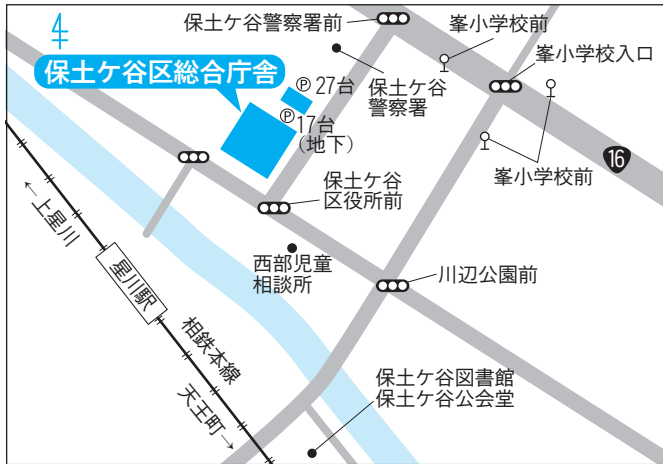 保土ケ谷警察署前
峯小学校前
峯小学校入口
保土ケ谷区総合庁舎
Ⓟ27台
保土ケ谷
警察署
Ⓟ17台
(地下)
16
峯小学校前
保土ケ谷
区役所前
←上星川
西部児童
相談所
川辺公園前
星川駅
相鉄本線
天王町→
保土ケ谷図書館
保土ケ谷公会堂